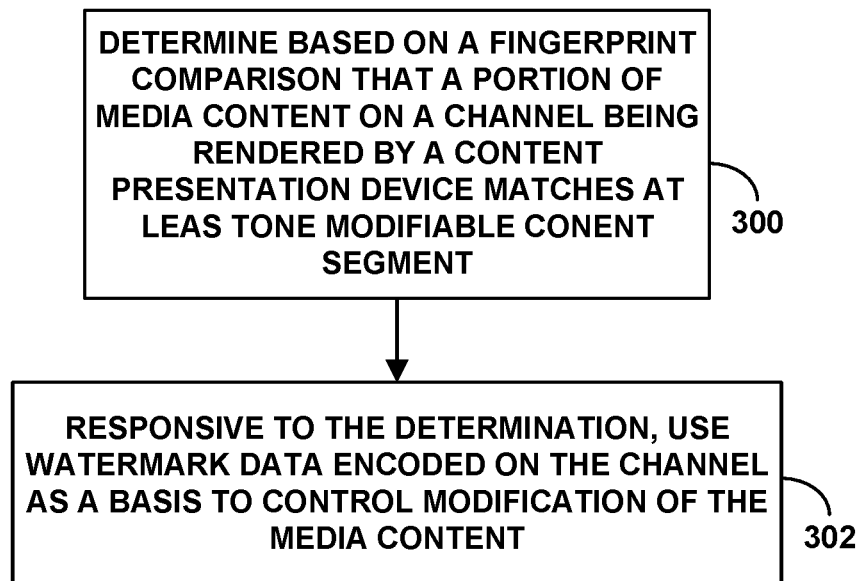 DETERMINE BASED ON A FINGERPRINT
COMPARISON THAT A PORTION OF
MEDIA CONTENT ON A CHANNEL BEING
RENDERED BY A CONTENT
PRESENTATION DEVICE MATCHES AT
LEAS TONE MODIFIABLE CONENT
SEGMENT
300
RESPONSIVE TO THE DETERMINATION, USE
WATERMARK DATA ENCODED ON THE CHANNEL
AS A BASIS TO CONTROL MODIFICATION OF THE
MEDIA CONTENT
302